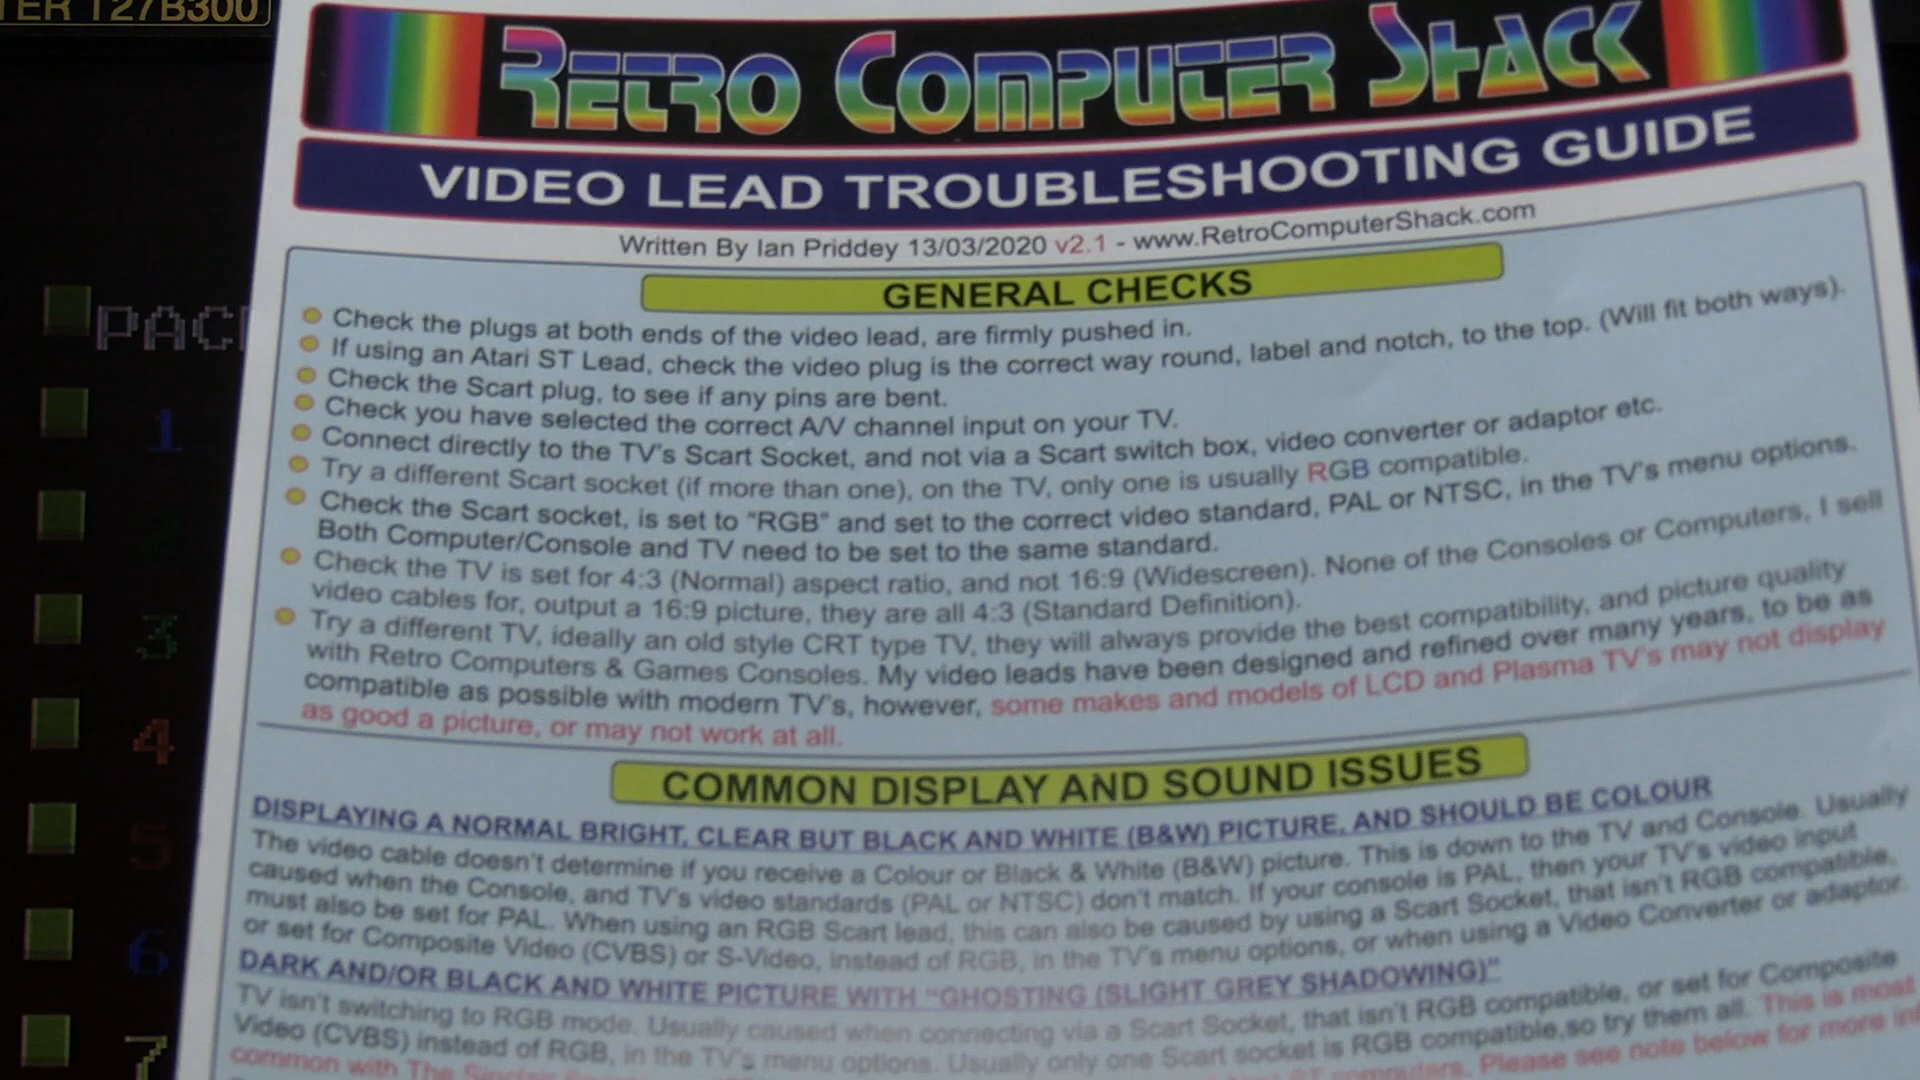 TER T27B300
RETRO COMPUTER SHACK
VIDEO LEAD TROUBLESHOOTING GUIDE
Written By Ian Priddey 13/03/2020 v2.1 - www.RetroComputerShack.com
GENERAL CHECKS
Check the plugs at both ends of the video lead, are firmly pushed in.
If using an Atari ST Lead, check the video plug is the correct way round, label and notch, to the top. (Will fit both ways).
Check the Scart plug, to see if any pins are bent.
Check you have selected the correct A/V channel input on your TV.
Connect directly to the TV's Scart Socket, and not via a Scart switch box, video converter or adaptor etc.
Try a different Scart socket (if more than one), on the TV, only one is usually RGB compatible.
Check the Scart socket, is set to "RGB" and set to the correct video standard, PAL or NTSC, in the TV's menu options.
Both Computer/Console and TV need to be set to the same standard.
Check the TV is set for 4:3 (Normal) aspect ratio, and not 16:9 (Widescreen). None of the Consoles or Computers, I sell
video cables for, output a 16:9 picture, they are all 4:3 (Standard Definition).
Try a different TV, ideally an old style CRT type TV, they will always provide the best compatibility, and picture quality
with Retro Computers & Games Consoles. My video leads have been designed and refined over many years, to be as
compatible as possible with modern TV's, however, some makes and models of LCD and Plasma TV's may not display
as good a picture, or may not work at all.
COMMON DISPLAY AND SOUND ISSUES
DISPLAYING A NORMAL BRIGHT, CLEAR BUT BLACK AND WHITE (B&W) PICTURE, AND SHOULD BE COLOUR
The video cable doesn't determine if you receive a Colour or Black & White (B&W) picture. This is down to the TV and Console. Usually
caused when the Console, and TV's video standards (PAL or NTSC) don't match. If your console is PAL, then your TV's video input
must also be set for PAL. When using an RGB Scart lead, this can also be caused by using a Scart Socket, that isn't RGB compatible,
or set for Composite Video (CVBS) or S-Video, instead of RGB, in the TV's menu options, or when using a Video Converter or adaptor.
DARK AND/OR BLACK AND WHITE PICTURE WITH "GHOSTING (SLIGHT GREY SHADOWING)"
TV isn't switching to RGB mode. Usually caused when connecting via a Scart Socket, that isn't RGB compatible, or set for Composite
Video (CVBS) instead of RGB, in the TV's menu options. Usually only one Scart socket is RGB compatible,so try them all. This is most
common with The Sinclair ST computers. Please see note below for more
PAC
1
2
3
4
5
6
7